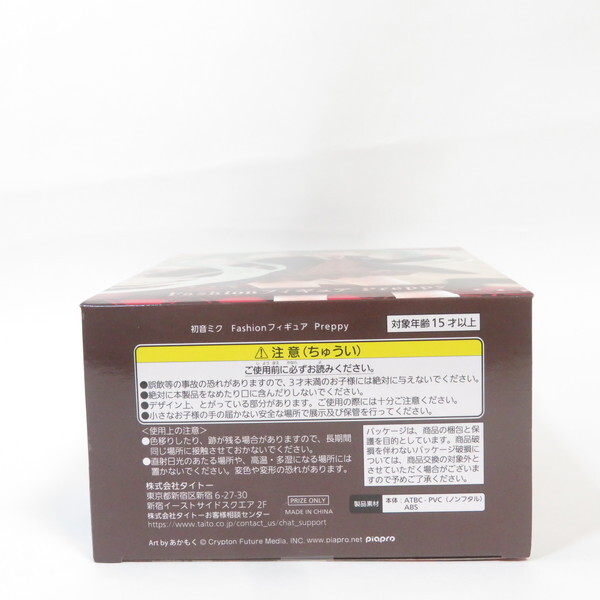 Fashion フィギュア Preppy
初音ミク Fashionフィギュア Preppy
対象年齢15才以上
注意(ちゅうい)
ご使用前に必ずお読みください。
●誤飲等の事故の恐れがありますので、3才未満のお子様には絶対に与えないでください。
●絶対に本製品をなめたり口に含んだりしないでください。
●デザイン上、とがっている部分があります。ご使用の際には十分ご注意ください。
●小さなお子様の手の届かない安全な場所で展示及び保管を行ってください。
<使用上の注意>
●色移りしたり、跡が残る場合がありますので、長期間
同じ場所に接触させておかないでください。
●直射日光のあたる場所や、高温・多湿になる場所には
置かないでください。変色や変形の恐れがあります。
パッケージは、商品の梱包と保
護を目的としています。商品破
損を伴わないパッケージ破損に
ついては、商品交換の対象外と
させていただく場合がございま
すので予めご了承ください。
株式会社タイトー
東京都新宿区新宿 6-27-30
新宿イーストサイドスクエア 2F
株式会社タイトーお客様相談センター
https://www.taito.co.jp/contact_us/chat_support
PRIZE ONLY
MADE IN CHINA
製品素材
本体:ATBC-PVC(ノンフタル)
ABS
Art by あかもく © Crypton Future Media, INC. www.piapro.net piapro